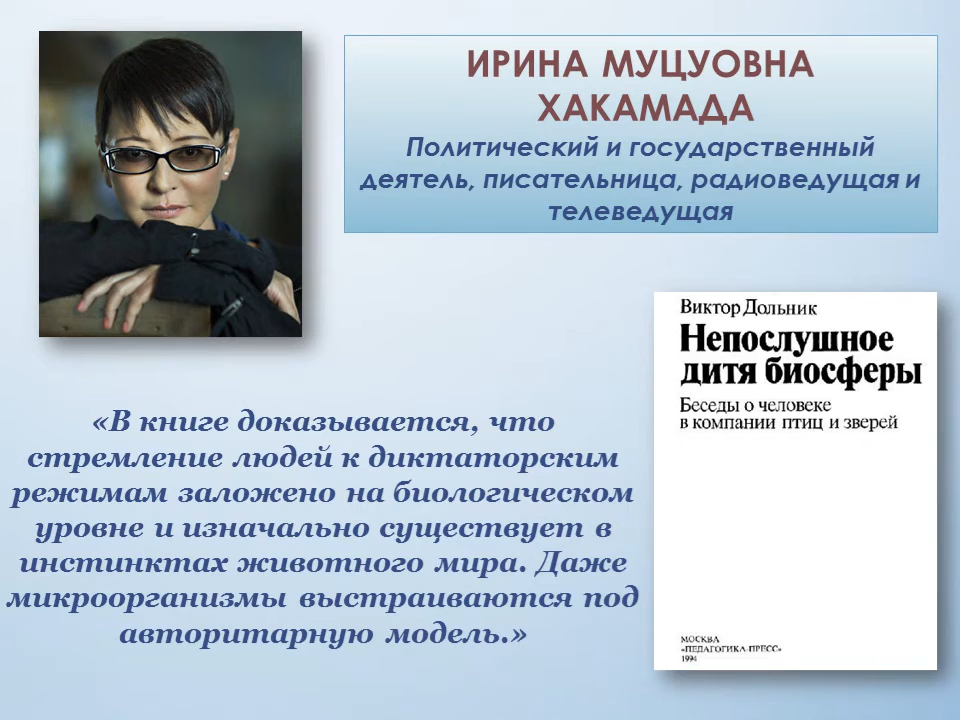 ИРИНА МУЦУОВНА
ХАКАМАДА
Политический и государственный
деятель, писательница, радиоведущая и
телеведущая
Виктор Дольник
Непослушное
дитя биосферы
Беседы о человеке
в компании птиц и зверей
«В книге доказывается, что
стремление людей к диктаторским
режимам заложено на биологическом
уровне и изначально существует в
инстинктах животного мира. Даже
микроорганизмы выстраиваются под
авторитарную модель.»
МОСКВА
«ПЕДАГОГИКА-ПРЕСС»
1994